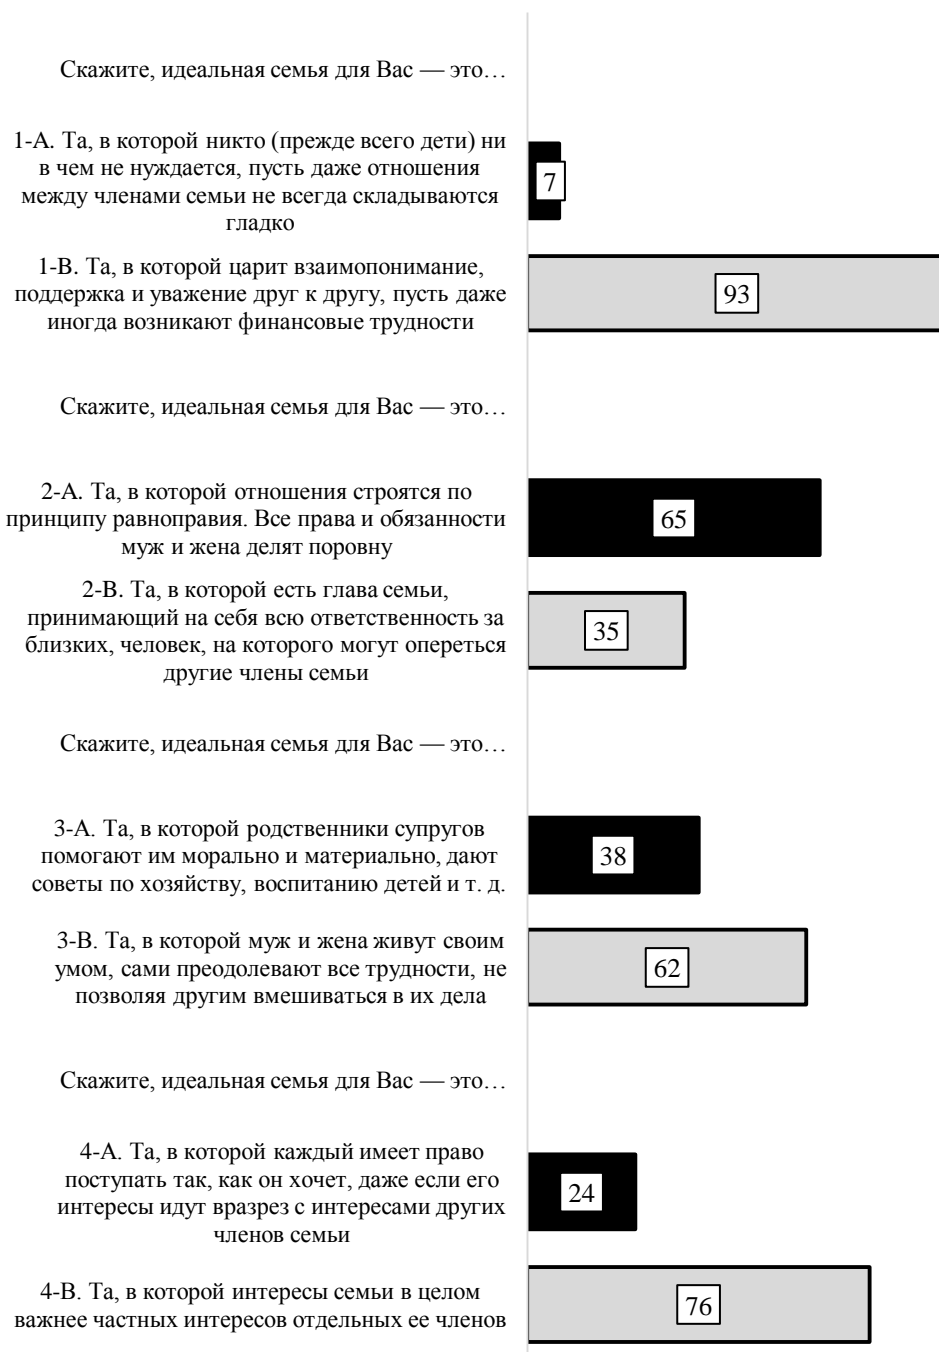 Скажите, идеальная семья для Вас — это…
1-А. Та, в которой никто (прежде всего дети) ни
в чем не нуждается, пусть даже отношения
между членами семьи не всегда складываются
гладко
7
1-В. Та, в которой царит взаимопонимание,
поддержка и уважение друг к другу, пусть даже
иногда возникают финансовые трудности
93
Скажите, идеальная семья для Вас — это…
2-А. Та, в которой отношения строятся по
принципу равноправия. Все права и обязанности
муж и жена делят поровну
65
2-В. Та, в которой есть глава семьи,
принимающий на себя всю ответственность за
близких, человек, на которого могут опереться
другие члены семьи
35
Скажите, идеальная семья для Вас — это…
3-А. Та, в которой родственники супругов
помогают им морально и материально, дают
советы по хозяйству, воспитанию детей и т. д.
38
3-В. Та, в которой муж и жена живут своим
умом, сами преодолевают все трудности, не
позволяя другим вмешиваться в их дела
62
Скажите, идеальная семья для Вас — это…
4-А. Та, в которой каждый имеет право
поступать так, как он хочет, даже если его
интересы идут вразрез с интересами других
членов семьи
24
4-В. Та, в которой интересы семьи в целом
важнее частных интересов отдельных ее членов
76